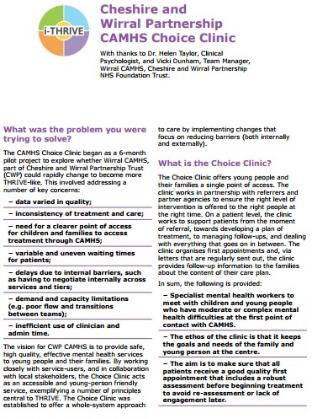 i-THRIVE
Cheshire and
Wirral Partnership
CAMHS Choice Clinic
With thanks to Dr. Helen Taylor, Clinical
Psychologist, and Vicki Dunham, Team Manager,
Wirral CAMHS, Cheshire and Wirral Partnership
NHS Foundation Trust.
What was the problem you were
trying to solve?
The CAMHS Choice Clinic began as a 6-month
pilot project to explore whether Wirral CAMHS,
part of Cheshire and Wirral Partnership Trust
(CWP) could rapidly change to become more
THRIVE-like. This involved addressing a
number of key concerns:
– data varied in quality;
– inconsistency of treatment and care;
– need for a clearer point of access
for children and families to access
treatment through CAMHS;
– variable and uneven waiting times
for patients;
– delays due to internal barriers, such
as having to negotiate internally across
services and tiers;
– demand and capacity limitations
(e.g. poor flow and transitions
between teams);
– inefficient use of clinician and
admin time.
The vision for CWP CAMHS is to provide safe,
high quality, effective mental health services
to young people and their families. By working
closely with service-users, and in collaboration
with local stakeholders, the Choice Clinic acts
as an accessible and young-person friendly
service, exemplifying a number of principles
central to THRIVE. The Choice Clinic was
established to offer a whole-system approach
to care by implementing changes that
focus on reducing barriers (both internally
and externally).
What is the Choice Clinic?
The Choice Clinic offers young people and
their families a single point of access. The
clinic works in partnership with referrers and
partner agencies to ensure the right level of
intervention is offered to the right people at
the right time. On a patient level, the clinic
works to support patients from the moment
of referral, towards developing a plan of
treatment, to managing follow-ups, and dealing
with everything that goes on in between. The
clinic organises first appointments and, via
letters that are regularly sent out, the clinic
provides follow-up information to the families
about the content of their care plan.
In sum, the following is provided:
– Specialist mental health workers to
meet with children and young people
who have moderate or complex mental
health difficulties at the first point of
contact with CAMHS.
– The ethos of the clinic is that it keeps
the goals and needs of the family and
young person at the centre.
– The aim is to make sure that all
patients receive a good quality first
appointment that includes a robust
assessment before beginning treatment
to avoid re-assessment or lack of
engagement later.